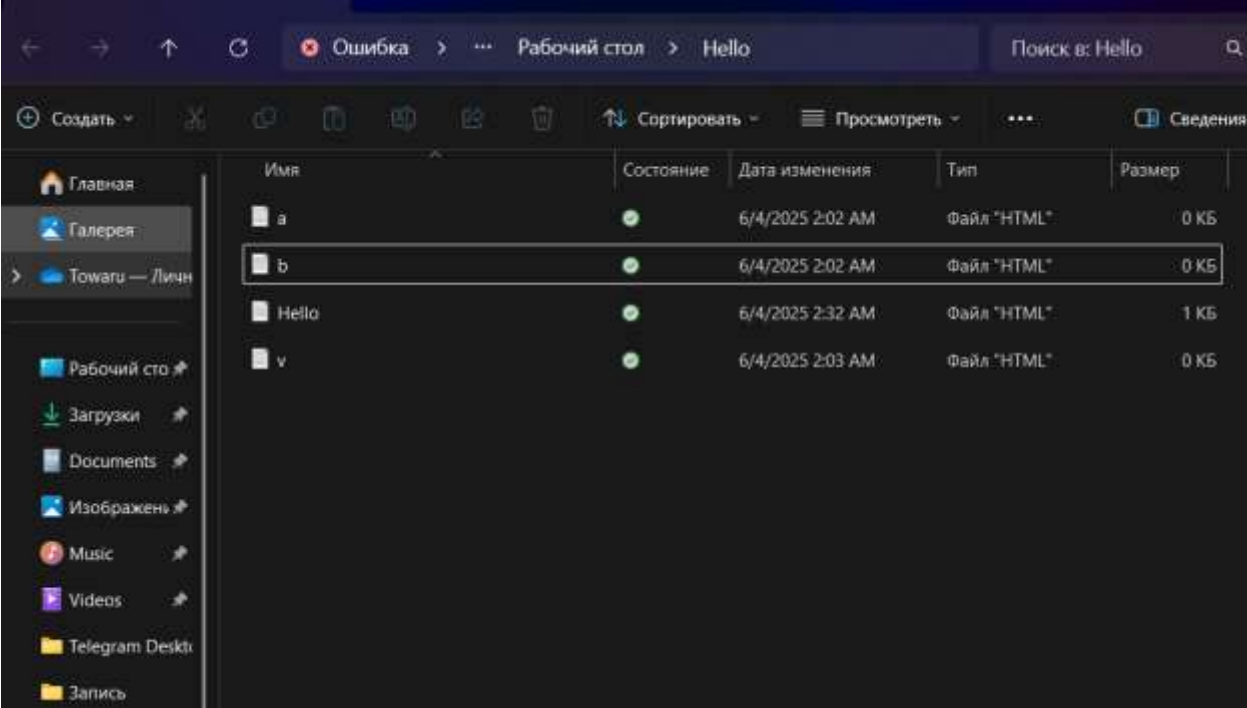 Ошибка > ··· Рабочий стол > Hello Поиск в: Hello
Создать Сортировать Просмотреть ··· Сведения
Имя Состояние Дата изменения Тип Размер
Главная
Галерея
Towaru — Личн
Рабочий сто
Загрузки
Documents
Изображень
Music
Videos
Telegram Deskt
Запись
a 6/4/2025 2:02 AM Файл "HTML" 0 КБ
b 6/4/2025 2:02 AM Файл "HTML" 0 КБ
Hello 6/4/2025 2:32 AM Файл "HTML" 1 КБ
v 6/4/2025 2:03 AM Файл "HTML" 0 КБ